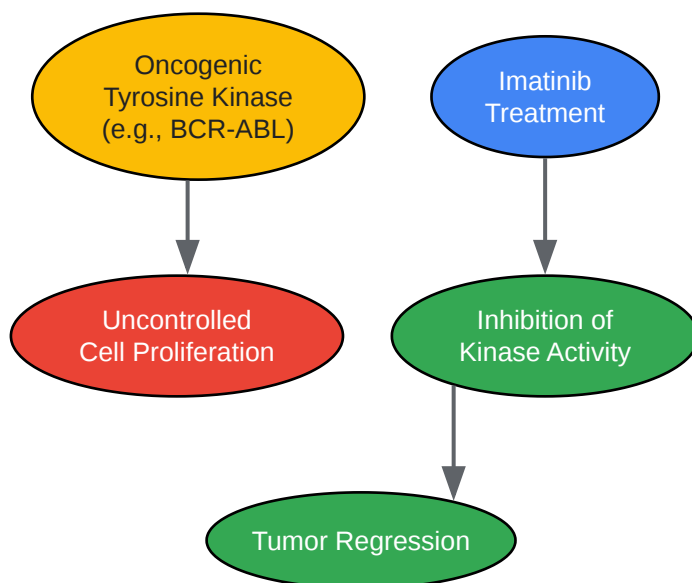 Oncogenic
Tyrosine Kinase
(e.g., BCR-ABL)
Imatinib
Treatment
Uncontrolled
Cell Proliferation
Inhibition of
Kinase Activity
Tumor Regression